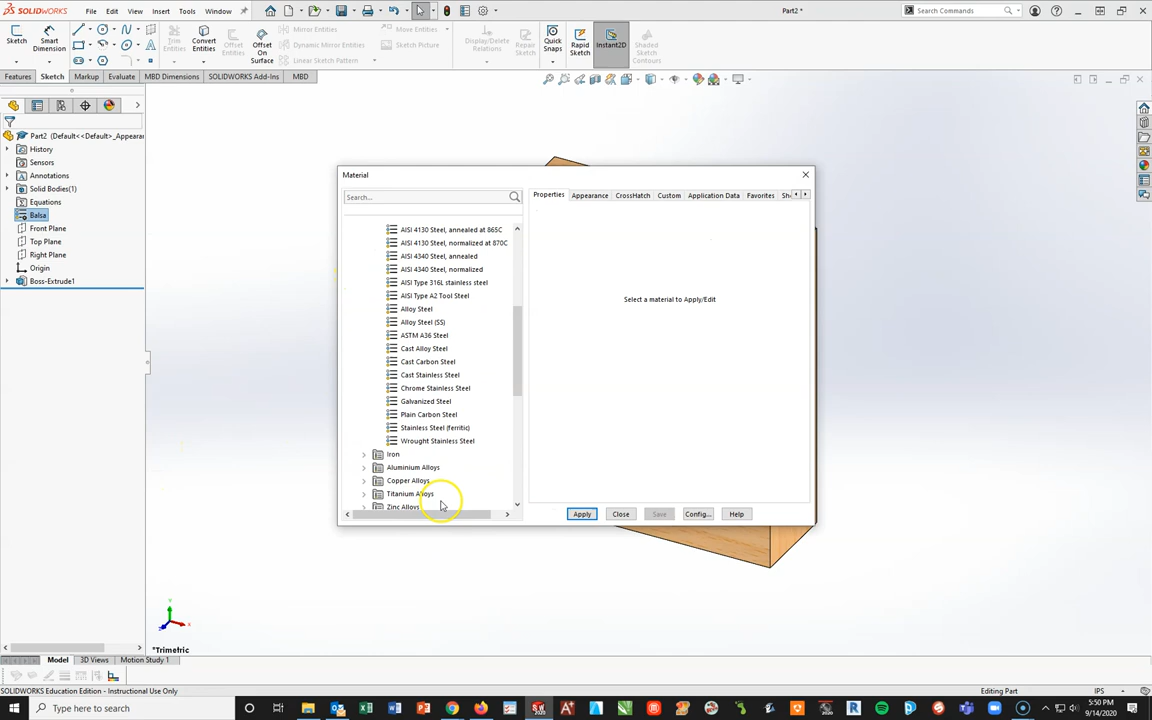 SOLIDWORKS
File Edit View Insert Tools Window
Part2 *
Search Commands
Sketch
Smart Dimension
Trim Entities
Convert Entities
Offset Entities
Offset On Surface
Mirror Entities
Dynamic Mirror Entities
Linear Sketch Pattern
Move Entities
Sketch Picture
Display/Delete Relations
Repair Sketch
Quick Snaps
Rapid Sketch
Instant2D
Shaded Sketch Contours
Features Sketch Markup Evaluate MBD Dimensions SOLIDWORKS Add-Ins MBD
Part2 (Default<<Default>_Appearan
History
Sensors
Annotations
Solid Bodies(1)
Equations
Balsa
Front Plane
Top Plane
Right Plane
Origin
Boss-Extrude1
Material
Search...
AISI 4130 Steel, annealed at 865C
AISI 4130 Steel, normalized at 870C
AISI 4340 Steel, annealed
AISI 4340 Steel, normalized
AISI Type 316L stainless steel
AISI Type A2 Tool Steel
Alloy Steel
Alloy Steel (SS)
ASTM A36 Steel
Cast Alloy Steel
Cast Carbon Steel
Cast Stainless Steel
Chrome Stainless Steel
Galvanized Steel
Plain Carbon Steel
Stainless Steel (ferritic)
Wrought Stainless Steel
Iron
Aluminium Alloys
Copper Alloys
Titanium Alloys
Zinc Alloys
Properties Appearance CrossHatch Custom Application Data Favorites She
Select a material to Apply/Edit
Apply Close Save Config... Help
*Trimetric
Model 3D Views Motion Study 1
SOLIDWORKS Education Edition - Instructional Use Only
Editing Part
IPS
Type here to search
5:50 PM
9/14/2020